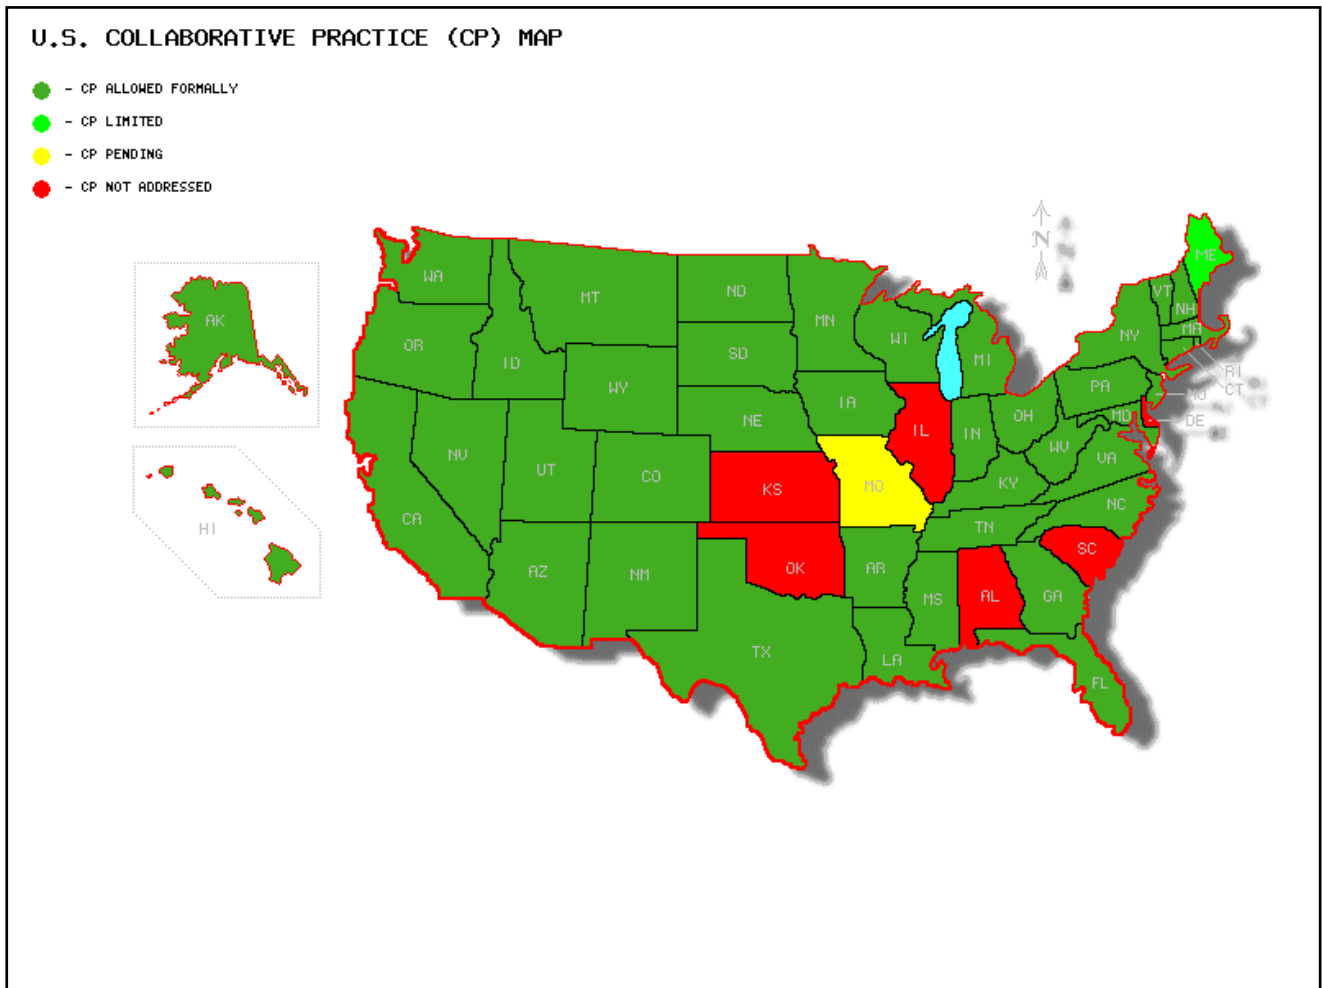 U.S. COLLABORATIVE PRACTICE (CP) MAP
- CP ALLOWED FORMALLY
- CP LIMITED
- CP PENDING
- CP NOT ADDRESSED
N
ME
WA
MT
ND
MN
VT
NH
AK
MA
OR
ID
SD
WI
MI
NY
RI
WY
PA
CT
NJ
NE
IA
IL
IN
OH
MD
DE
NV
UT
CO
KS
MO
KY
WV
VA
CA
HI
TN
NC
AZ
NM
OK
AR
SC
MS
AL
GA
TX
LA
FL